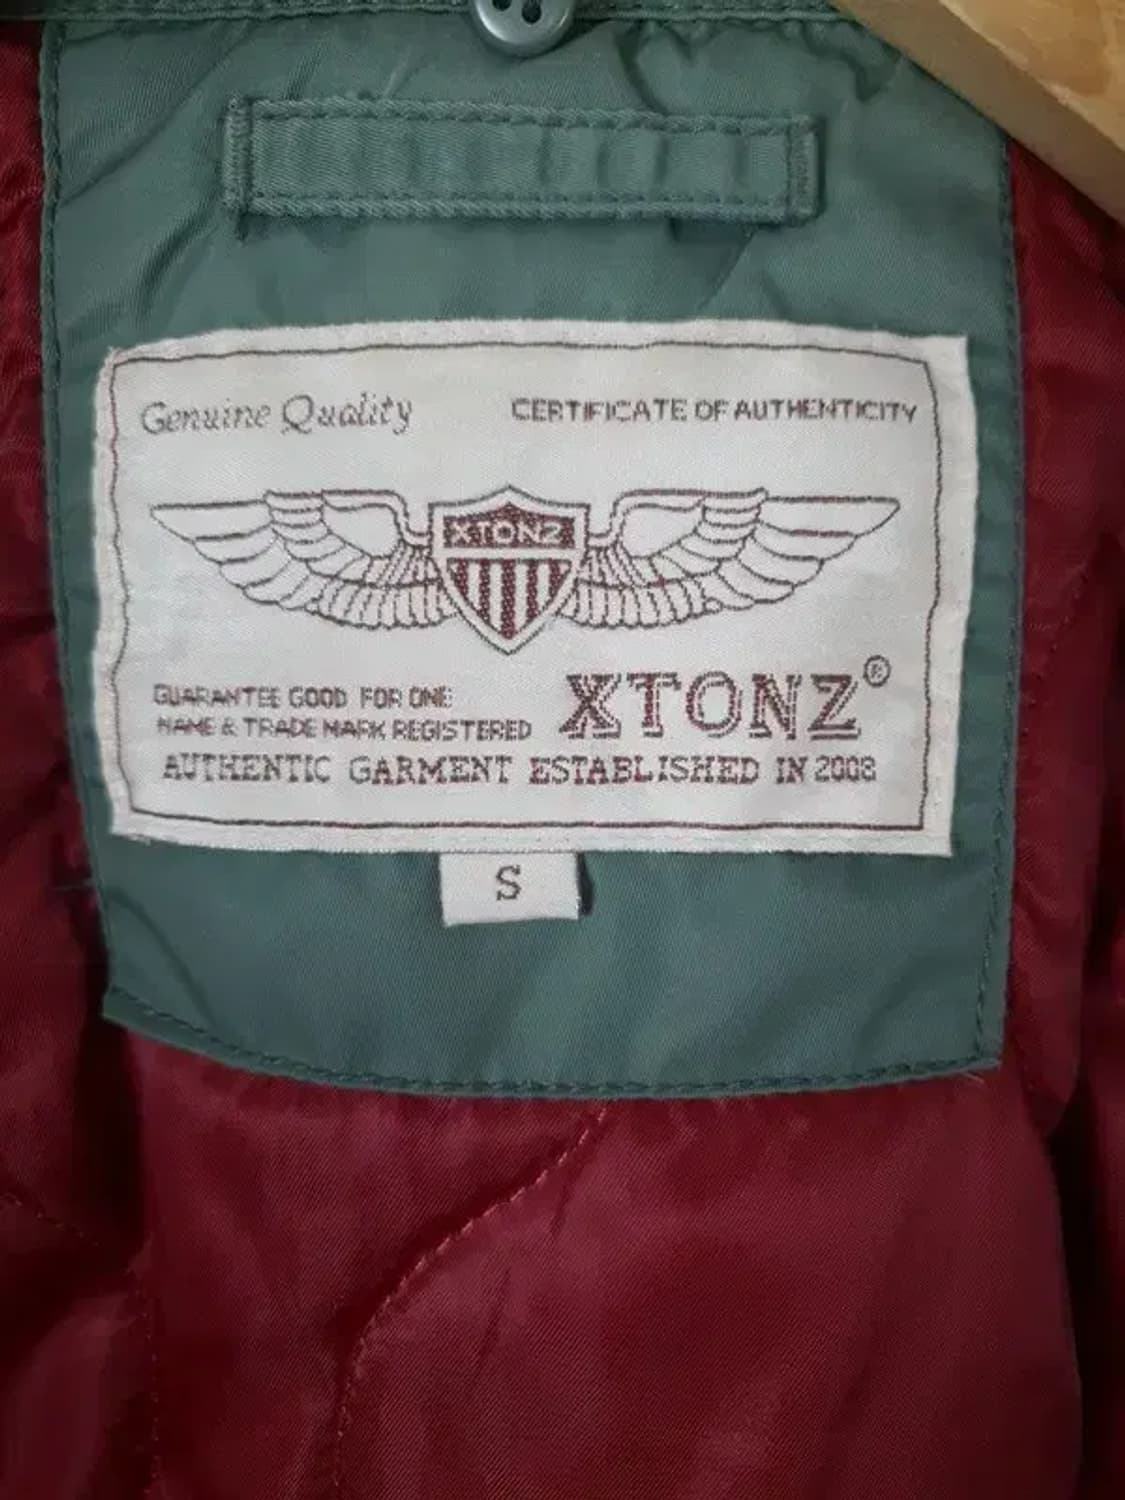 Genuine Quality
CERTIFICATE OF AUTHENTICITY
XTONZ
GUARANTEE GOOD FOR ONE
NAME & TRADE MARK REGISTERED
XTONZ®
AUTHENTIC GARMENT ESTABLISHED IN 2008
S